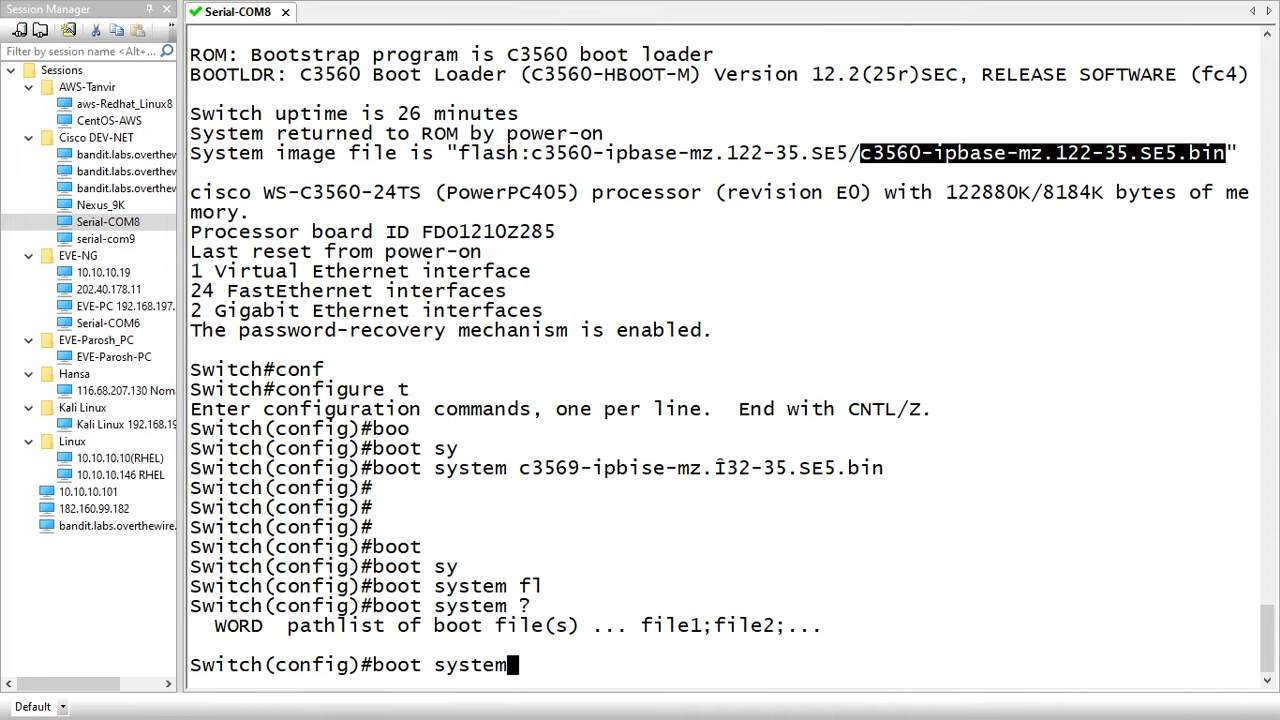 Session Manager
Serial-COM8
Filter by session name <Alt+...
Sessions
AWS-Tanvir
aws-Redhat_Linux8
CentOS-AWS
Cisco DEV-NET
bandit.labs.overthewire
bandit.labs.overthewire
bandit.labs.overthewire
Nexus_9K
Serial-COM8
serial-com9
EVE-NG
10.10.10.19
202.40.178.11
EVE-PC 192.168.197.
Serial-COM6
EVE-Parosh_PC
EVE-Parosh-PC
Hansa
116.68.207.130 Nom
Kali Linux
Kali Linux 192.168.19
Linux
10.10.10.10(RHEL)
10.10.10.146 RHEL
10.10.10.101
182.160.99.182
bandit.labs.overthewire.
Default
ROM: Bootstrap program is C3560 boot loader
BOOTLDR: C3560 Boot Loader (C3560-HBOOT-M) Version 12.2(25r)SEC, RELEASE SOFTWARE (fc4)
Switch uptime is 26 minutes
System returned to ROM by power-on
System image file is "flash:c3560-ipbase-mz.122-35.SE5/c3560-ipbase-mz.122-35.SE5.bin"
cisco WS-C3560-24TS (PowerPC405) processor (revision E0) with 122880K/8184K bytes of me
mory.
Processor board ID FDO1210Z285
Last reset from power-on
1 Virtual Ethernet interface
24 FastEthernet interfaces
2 Gigabit Ethernet interfaces
The password-recovery mechanism is enabled.
Switch#conf
Switch#configure t
Enter configuration commands, one per line.  End with CNTL/Z.
Switch(config)#boo
Switch(config)#boot sy
Switch(config)#boot system c3569-ipbise-mz.132-35.SE5.bin
Switch(config)#
Switch(config)#
Switch(config)#
Switch(config)#boot
Switch(config)#boot sy
Switch(config)#boot system fl
Switch(config)#boot system ?
WORD  pathlist of boot file(s) ... file1;file2;...
Switch(config)#boot system